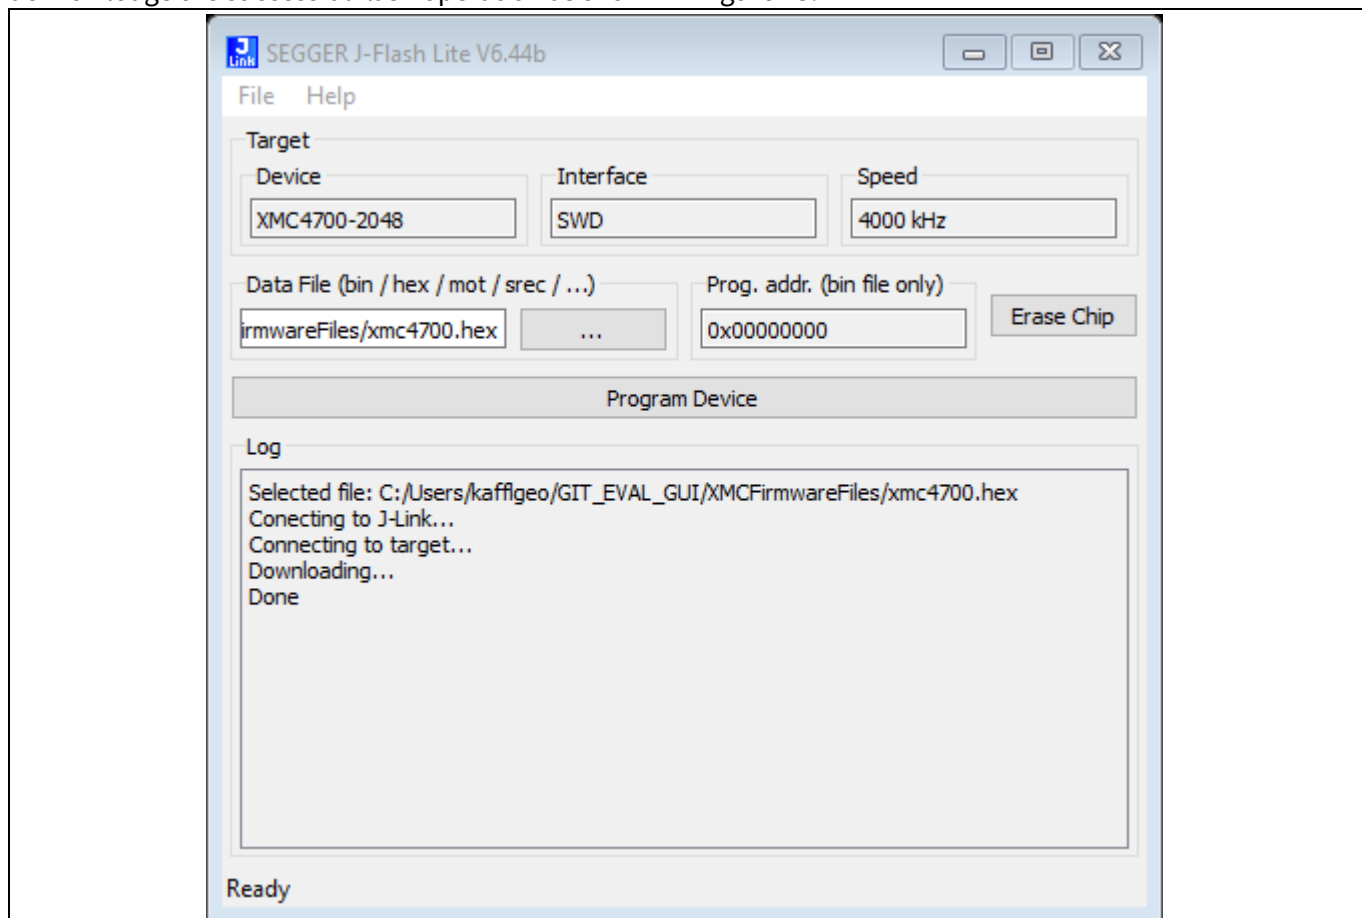 J
Link
SEGGER J-Flash Lite V6.44b
File Help
Target
Device Interface Speed
XMC4700-2048 SWD 4000 kHz
Data File (bin / hex / mot / srec / ...) Prog. addr. (bin file only)
irmwareFiles/xmc4700.hex ... 0x00000000 Erase Chip
Program Device
Log
Selected file: C:/Users/kafflgeo/GIT_EVAL_GUI/XMCFirmwareFiles/xmc4700.hex
Conecting to J-Link...
Connecting to target...
Downloading...
Done
Ready